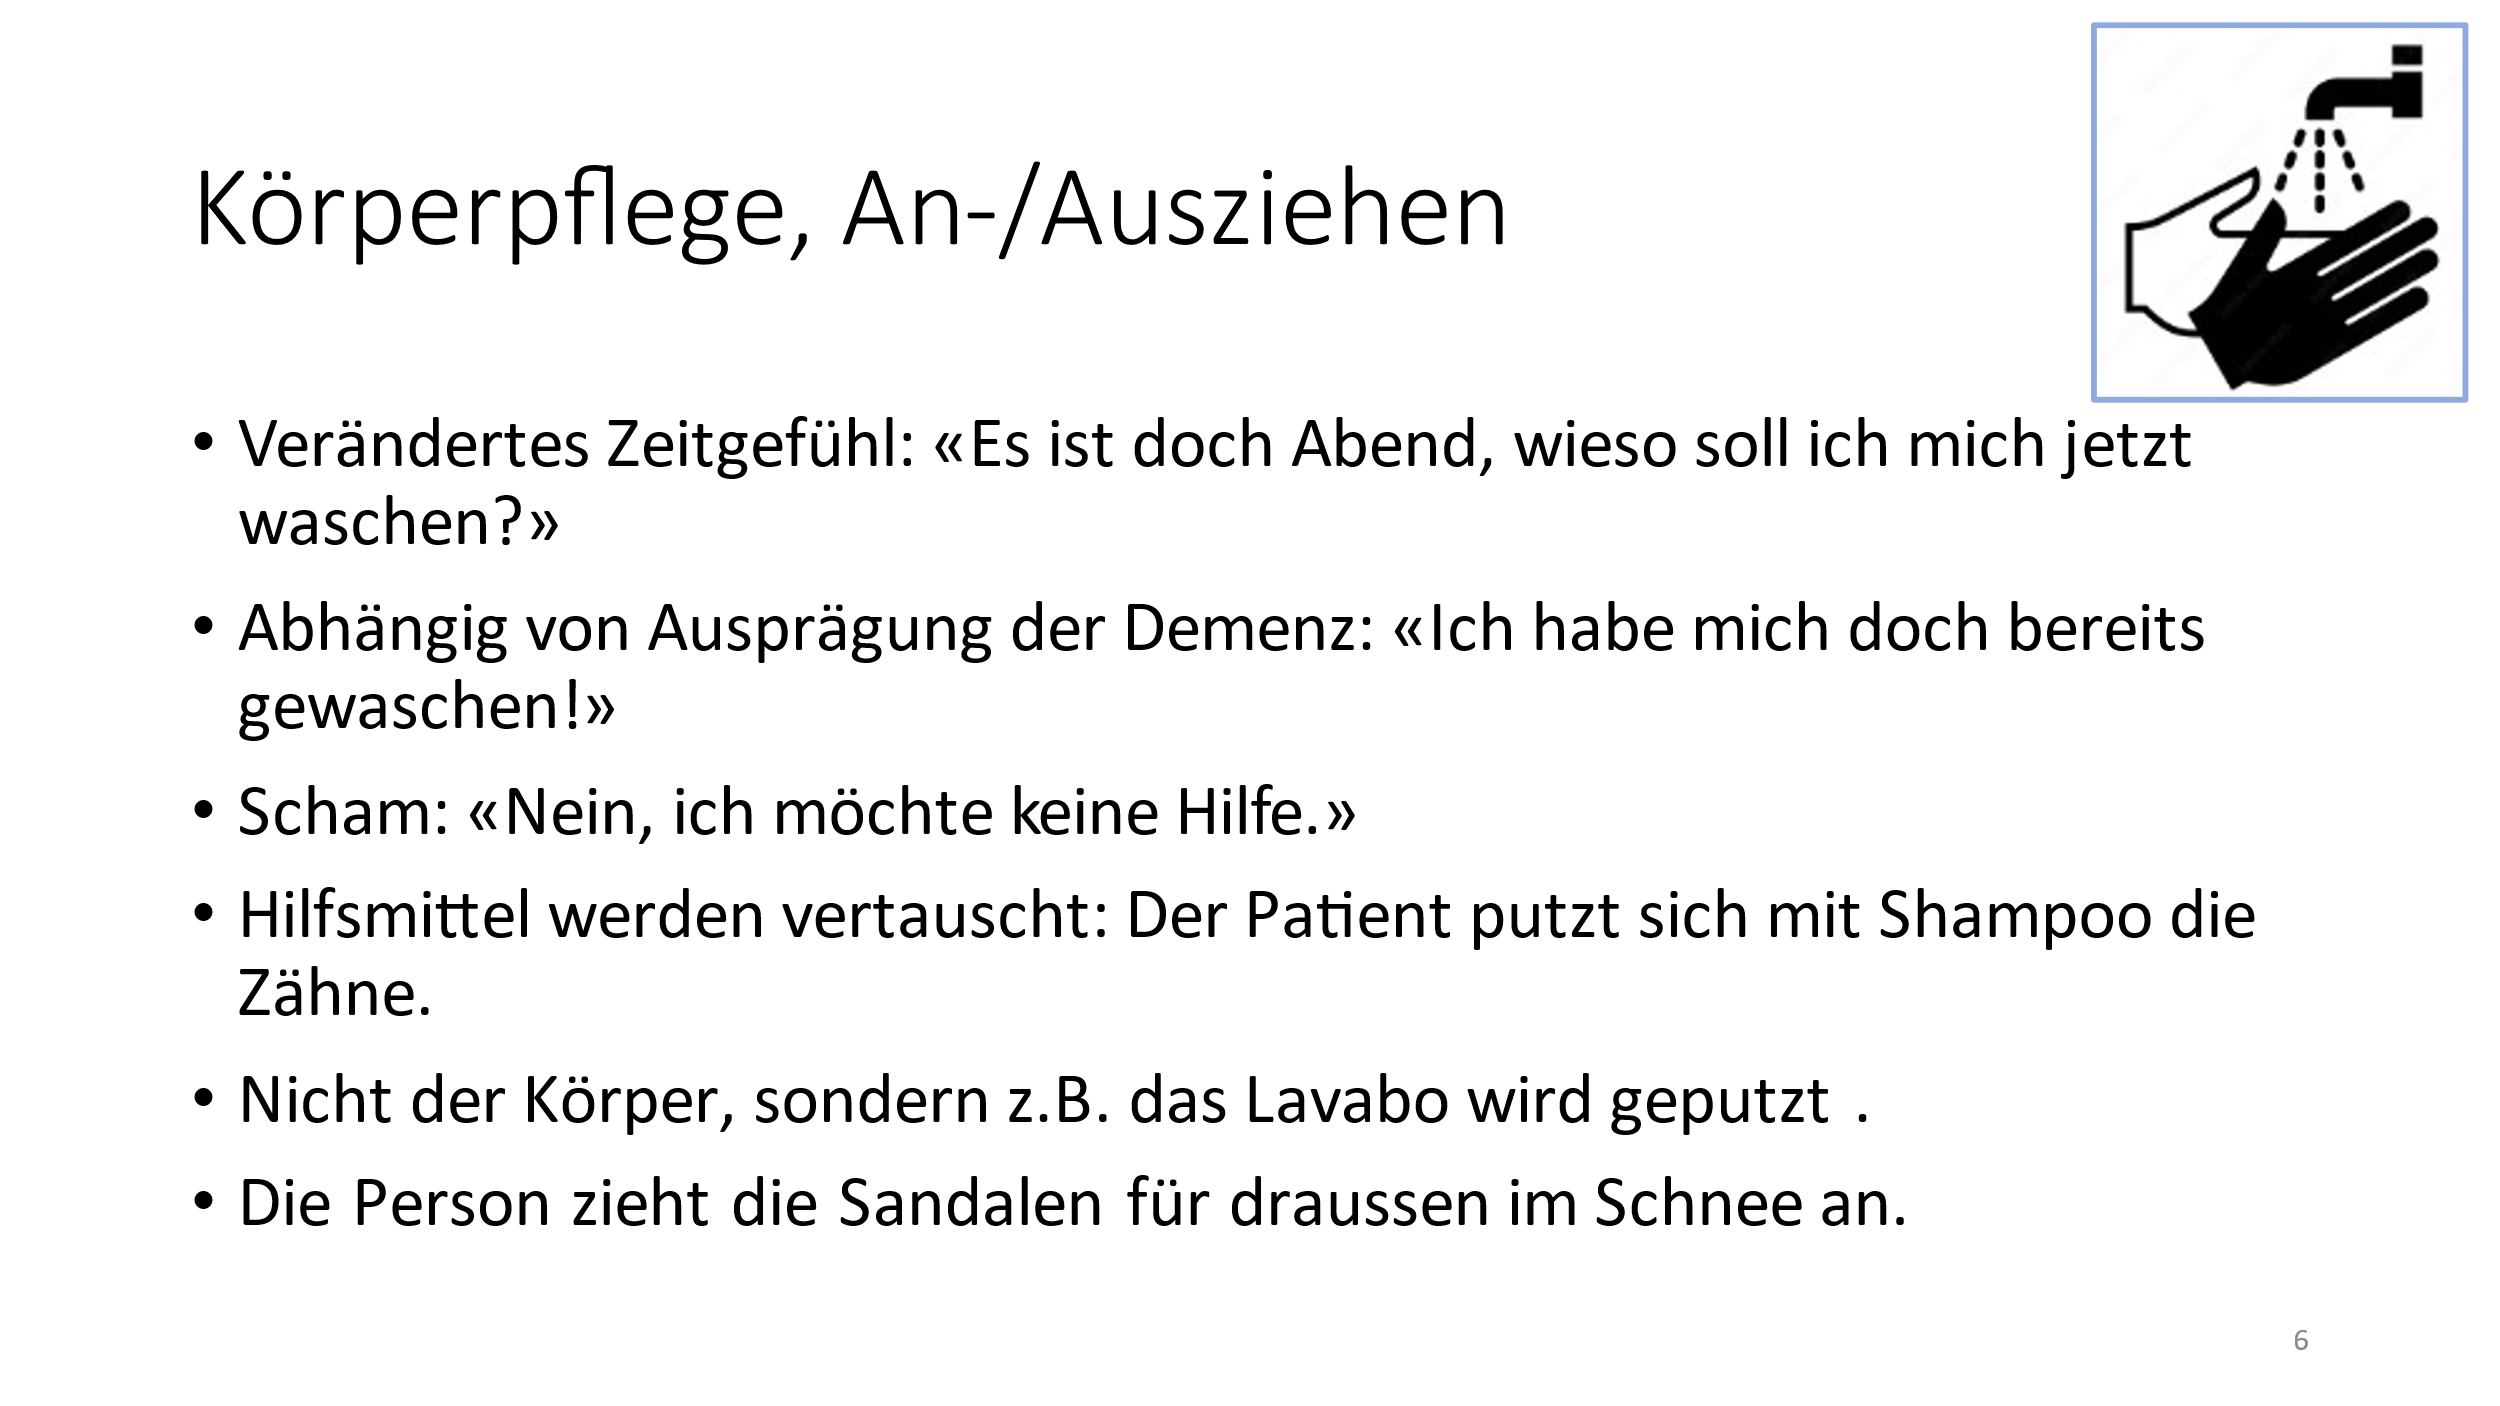 Körperpflege, An-/Ausziehen
• Verändertes Zeitgefühl: «Es ist doch Abend, wieso soll ich mich jetzt
waschen?»
• Abhängig von Ausprägung der Demenz: «Ich habe mich doch bereits
gewaschen!»
• Scham: «Nein, ich möchte keine Hilfe.»
• Hilfsmittel werden vertauscht: Der Patient putzt sich mit Shampoo die
Zähne.
• Nicht der Körper, sondern z.B. das Lavabo wird geputzt .
• Die Person zieht die Sandalen für draussen im Schnee an.
6